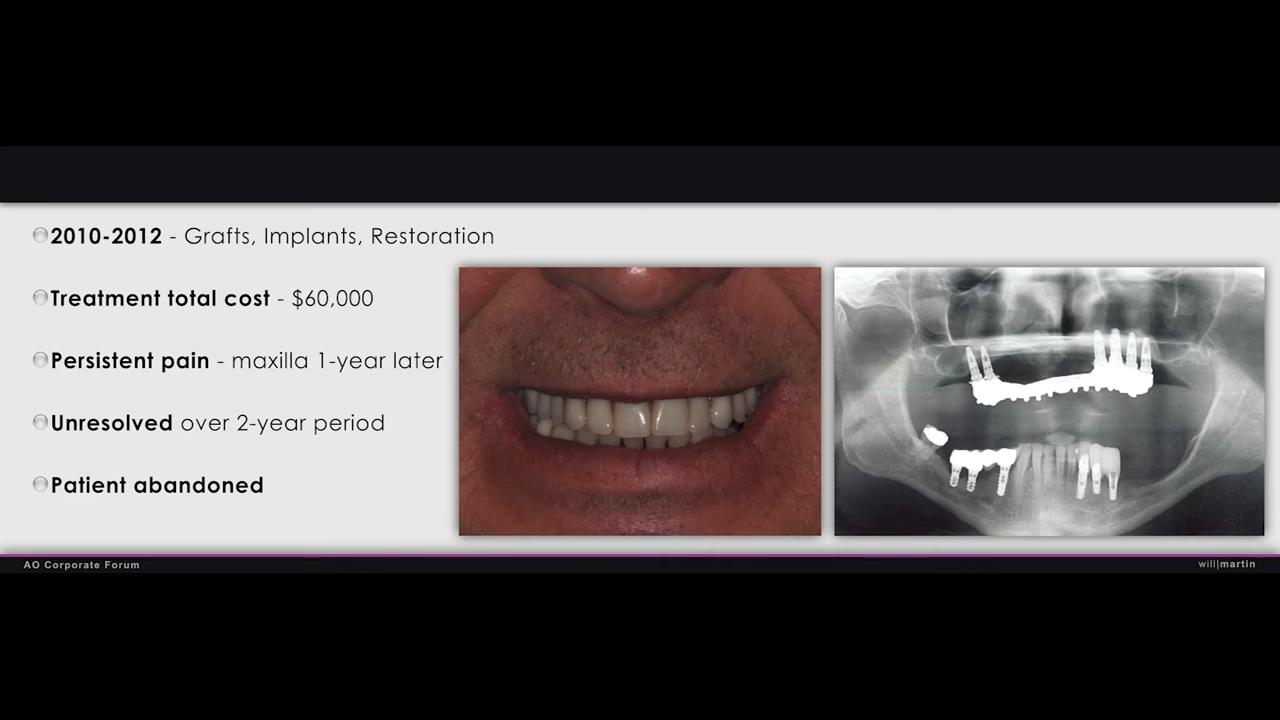 2010-2012 - Grafts, Implants, Restoration
Treatment total cost - $60,000
Persistent pain - maxilla 1-year later
Unresolved over 2-year period
Patient abandoned
AO Corporate Forum
will|martin